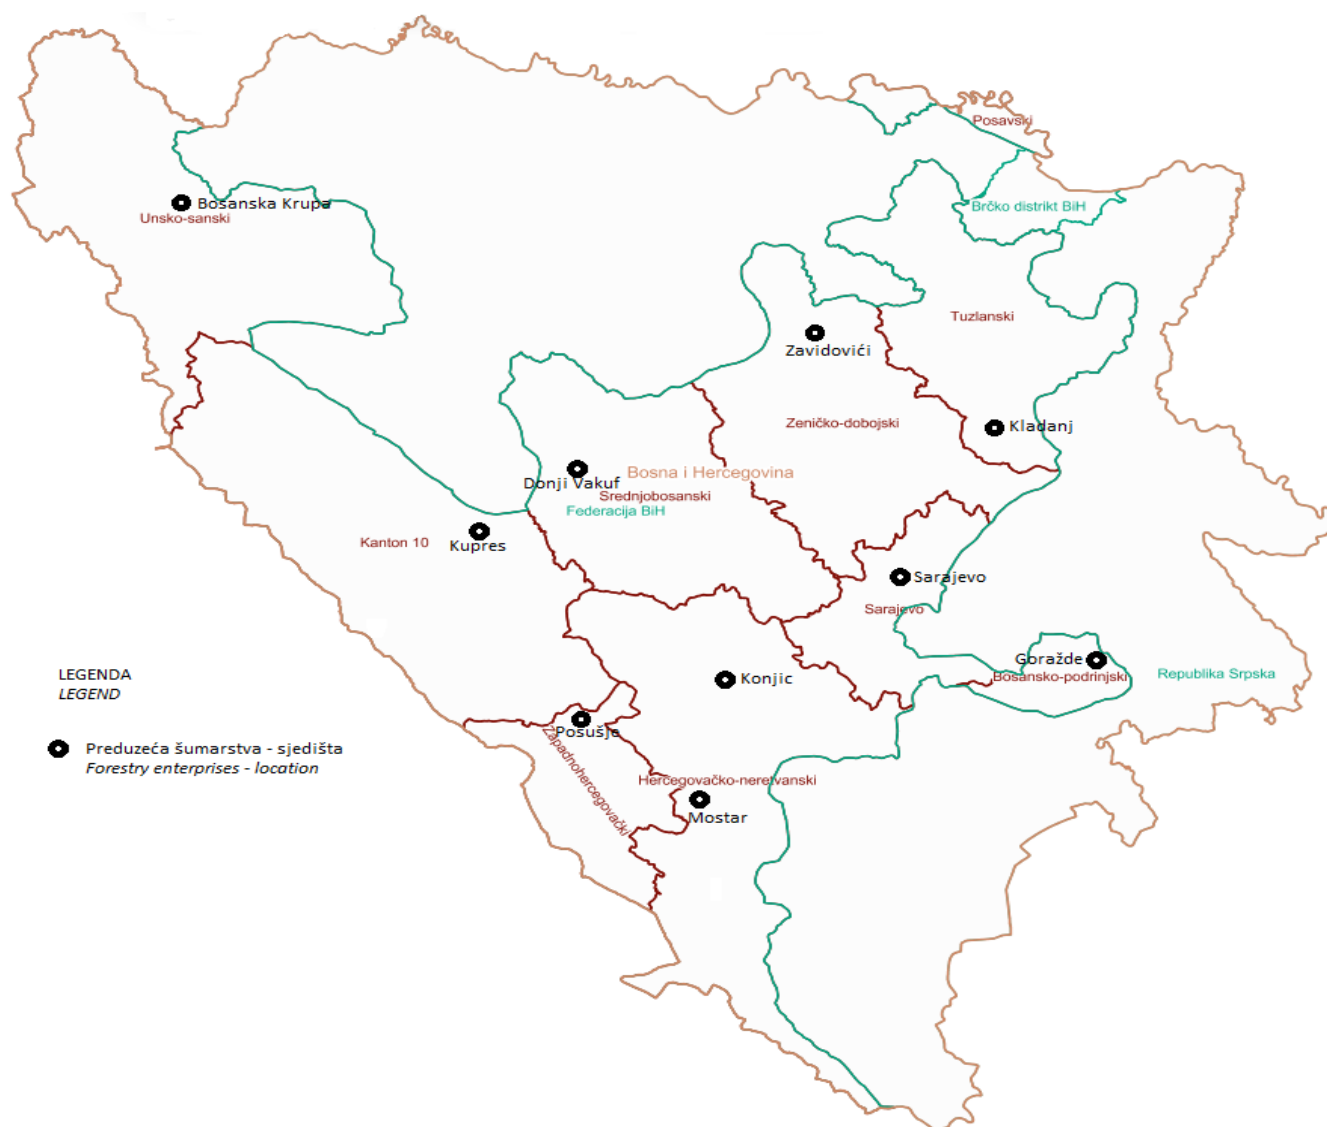 Posavski
Bosanska Krupa
Unsko-sanski
Brčko distrikt BiH
Tuzlanski
Zavidovići
Zeničko-dobojski
Kladanj
Bosna i Hercegovina
Donji Vakuf
Srednjobosanski
Federacija BiH
Kanton 10
Kupres
Sarajevo
Sarajevo
Goražde
Bosansko-podrinjski
Republika Srpska
Konjic
LEGENDA
LEGEND
Posušje
Zapadnohercegovački
Preduzeća šumarstva - sjedišta
Forestry enterprises - location
Hercegovačko-neretvanski
Mostar